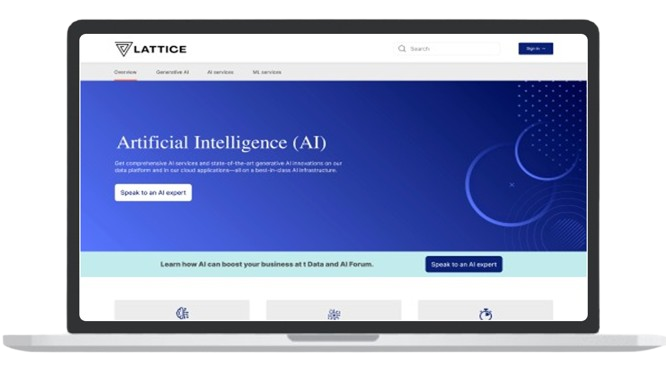 LATTICE
Search
Sign In
Overview
Generative AI
AI services
ML services
Artificial Intelligence (AI)
Get comprehensive AI services and state-of-the-art generative AI innovations on our
data platform and in our cloud applications—all on a best-in-class AI infrastructure.
Speak to an AI expert
Learn how AI can boost your business at t Data and AI Forum.
Speak to an AI expert